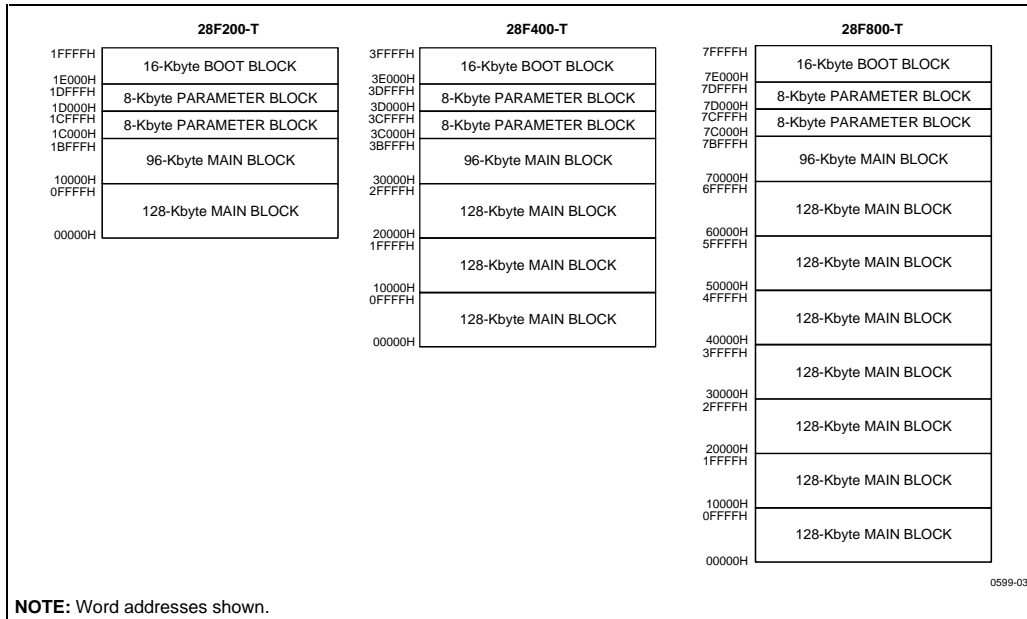 28F200-T
1FFFFH
16-Kbyte BOOT BLOCK
1E000H
1DFFFH
8-Kbyte PARAMETER BLOCK
1D000H
1CFFFH
8-Kbyte PARAMETER BLOCK
1C000H
1BFFFH
96-Kbyte MAIN BLOCK
10000H
0FFFFH
128-Kbyte MAIN BLOCK
00000H
28F400-T
3FFFFH
16-Kbyte BOOT BLOCK
3E000H
3DFFFH
8-Kbyte PARAMETER BLOCK
3D000H
3CFFFH
8-Kbyte PARAMETER BLOCK
3C000H
3BFFFH
96-Kbyte MAIN BLOCK
30000H
2FFFFH
128-Kbyte MAIN BLOCK
20000H
1FFFFH
128-Kbyte MAIN BLOCK
10000H
0FFFFH
128-Kbyte MAIN BLOCK
00000H
28F800-T
7FFFFH
16-Kbyte BOOT BLOCK
7E000H
7DFFFH
8-Kbyte PARAMETER BLOCK
7D000H
7CFFFH
8-Kbyte PARAMETER BLOCK
7C000H
7BFFFH
96-Kbyte MAIN BLOCK
70000H
6FFFFH
128-Kbyte MAIN BLOCK
60000H
5FFFFH
128-Kbyte MAIN BLOCK
50000H
4FFFFH
128-Kbyte MAIN BLOCK
40000H
3FFFFH
128-Kbyte MAIN BLOCK
30000H
2FFFFH
128-Kbyte MAIN BLOCK
20000H
1FFFFH
128-Kbyte MAIN BLOCK
10000H
0FFFFH
128-Kbyte MAIN BLOCK
00000H
0599-03
NOTE: Word addresses shown.